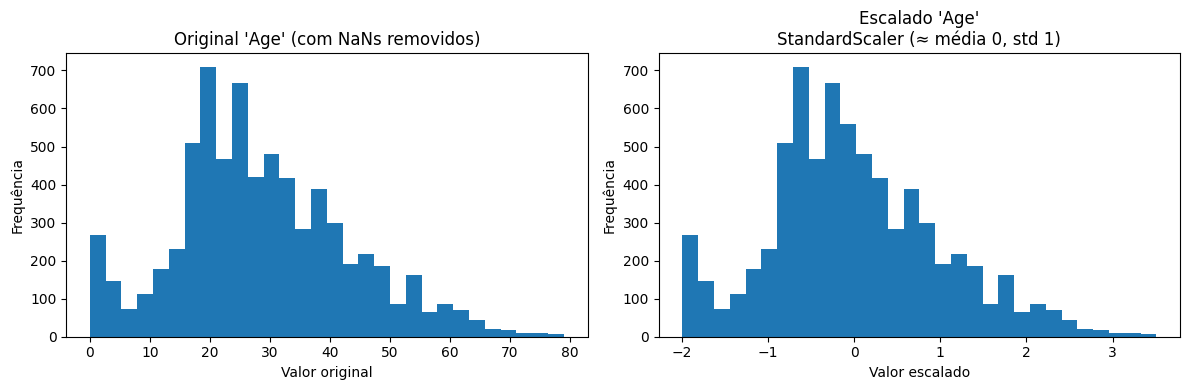 Original 'Age' (com NaNs removidos)
Frequência
700
600
500
400
300
200
100
0
0 10 20 30 40 50 60 70 80
Valor original
Escalado 'Age'
StandardScaler (≈ média 0, std 1)
Frequência
700
600
500
400
300
200
100
0
−2 −1 0 1 2 3
Valor escalado